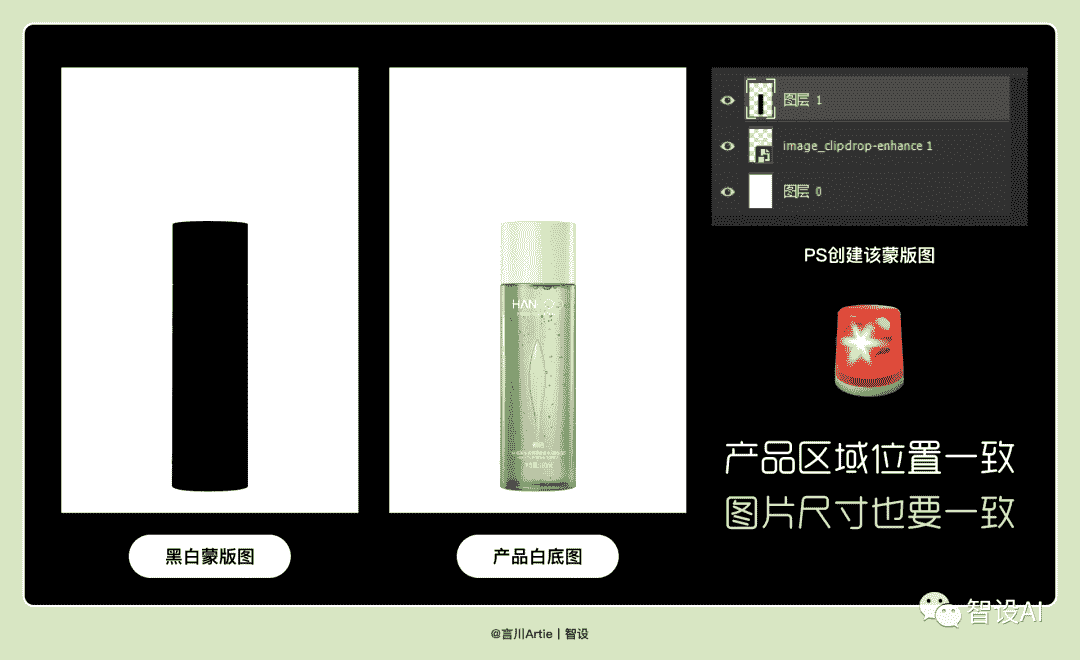 图层 1
image_clipdrop-enhance 1
图层 0
PS创建该蒙版图
HAN
产品区域位置一致
图片尺寸也要一致
黑白蒙版图
产品白底图
智设AI
@言川Artie丨智设